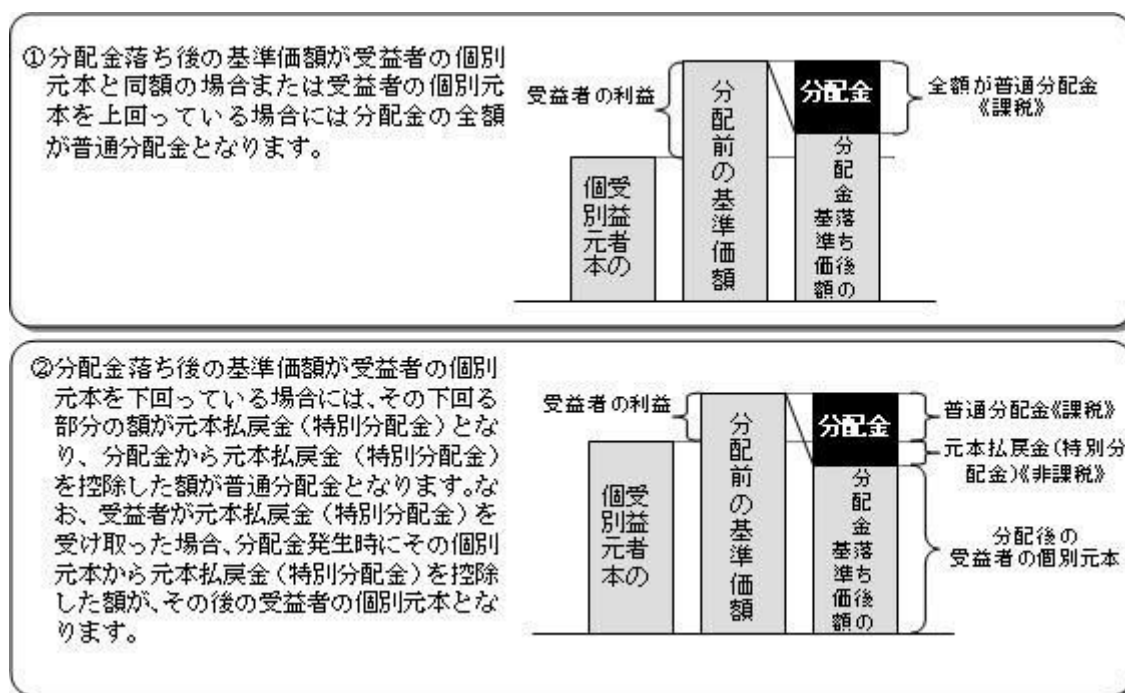 ①分配金落ち後の基準価額が受益者の個別
元本と同額の場合または受益者の個別元
本を上回っている場合には分配金の全額
が普通分配金となります。
受益者の利益
受益者の
個別元本
分配前の基準価額
分配金
分配金落ち後の
基準価額
全額が普通分配金
《課税》
②分配金落ち後の基準価額が受益者の個別
元本を下回っている場合には、その下回る
部分の額が元本払戻金(特別分配金)とな
り、分配金から元本払戻金(特別分配金)
を控除した額が普通分配金となります。な
お、受益者が元本払戻金(特別分配金)を
受け取った場合、分配金発生時にその個別
元本から元本払戻金(特別分配金)を控除
した額が、その後の受益者の個別元本とな
ります。
受益者の利益
受益者の
個別元本
分配前の基準価額
分配金
分配金落ち後の
基準価額
普通分配金《課税》
元本払戻金(特別分
配金)《非課税》
分配後の
受益者の個別元本